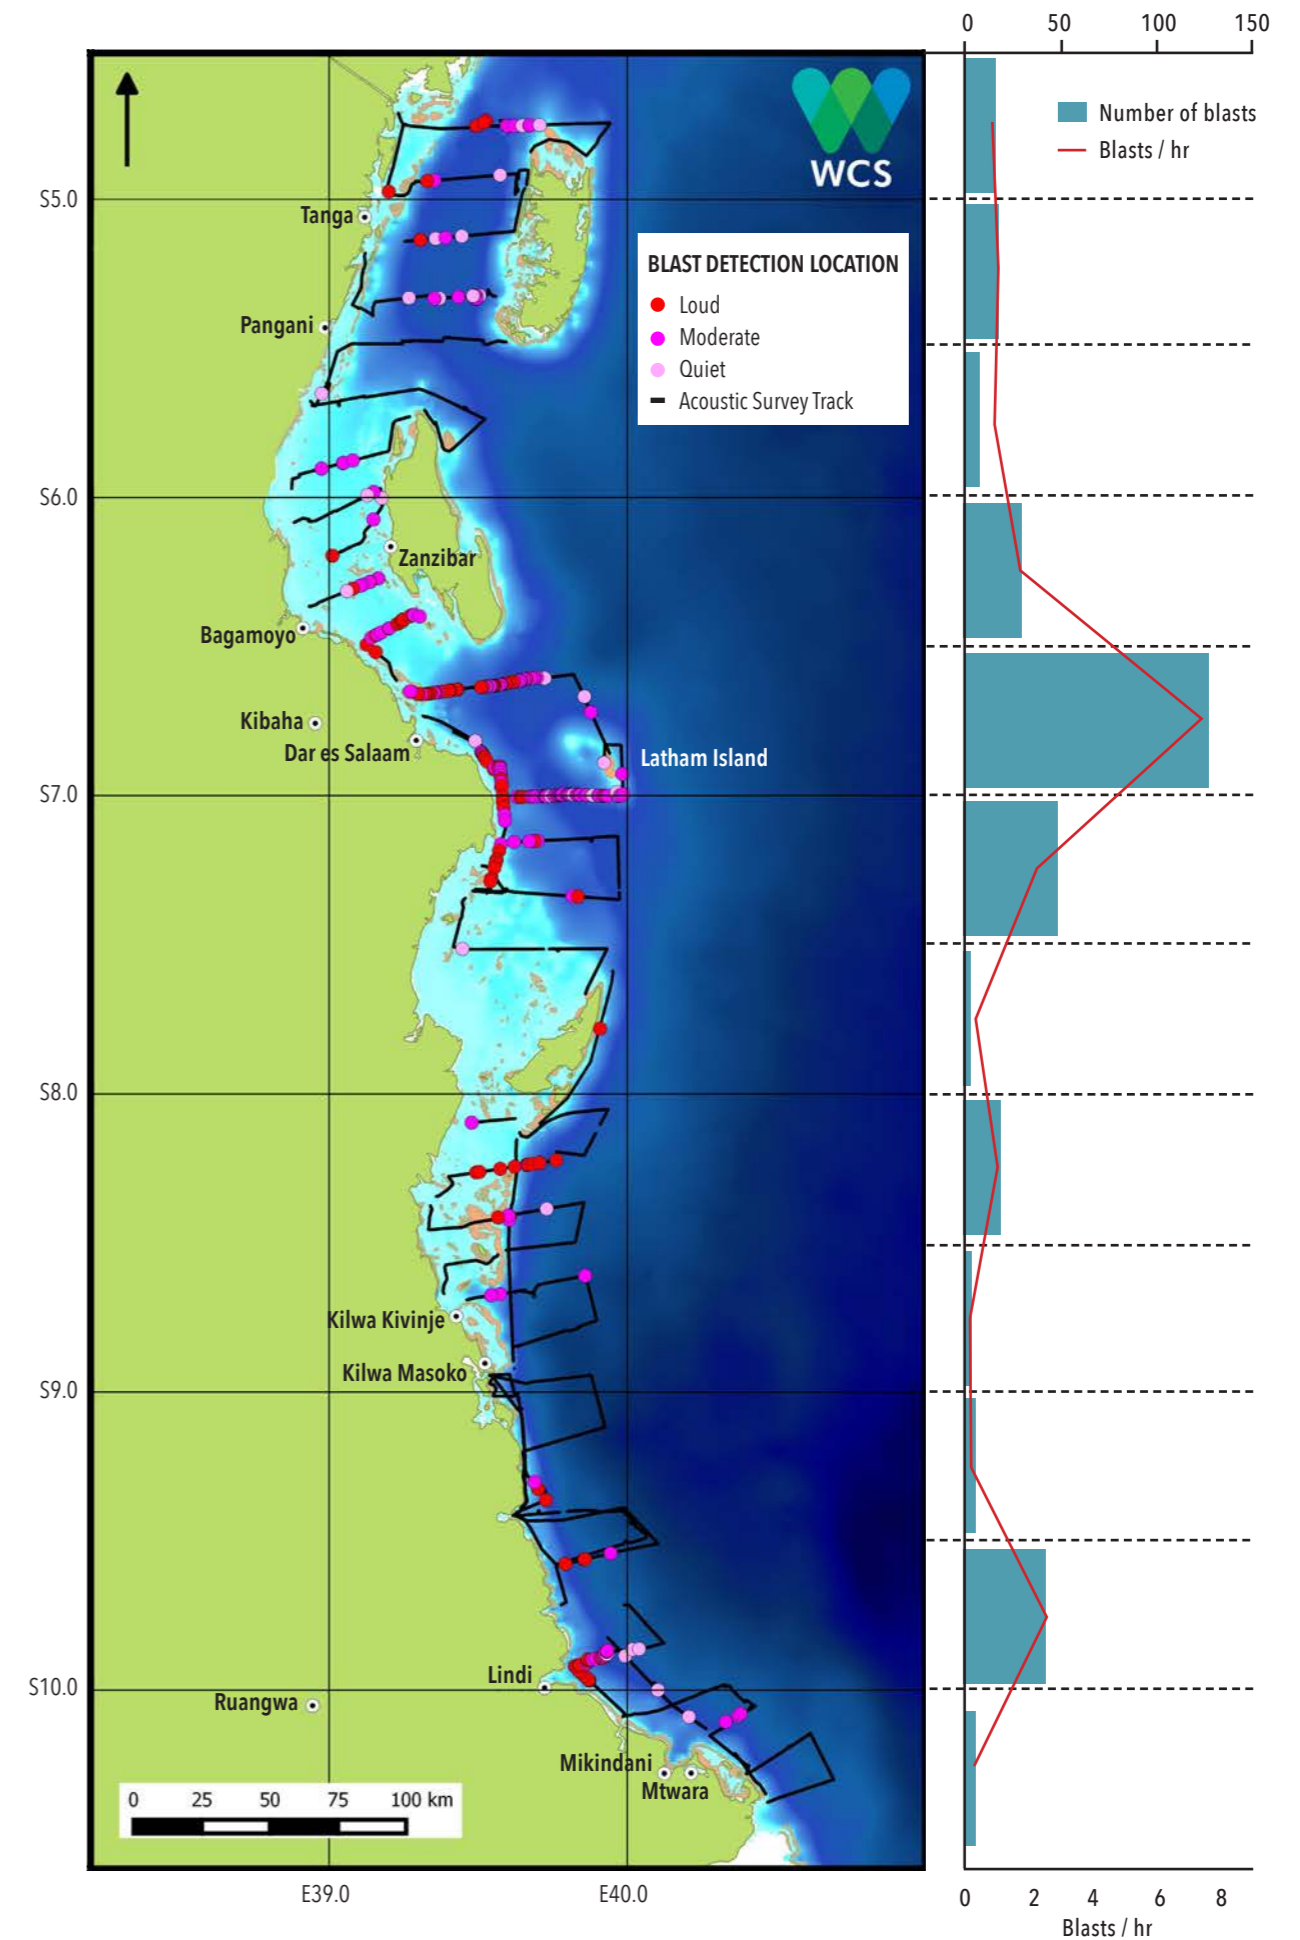 0 50 100 150
Number of blasts
Blasts / hr
WCS
S5.0
Tanga
BLAST DETECTION LOCATION
Loud
Moderate
Quiet
Acoustic Survey Track
Pangani
S6.0
Zanzibar
Bagamoyo
Kibaha
Dar es Salaam
Latham Island
S7.0
S8.0
Kilwa Kivinje
Kilwa Masoko
S9.0
Lindi
S10.0
Ruangwa
Mikindani
Mtwara
0 25 50 75 100 km
E39.0 E40.0
0 2 4 6 8
Blasts / hr